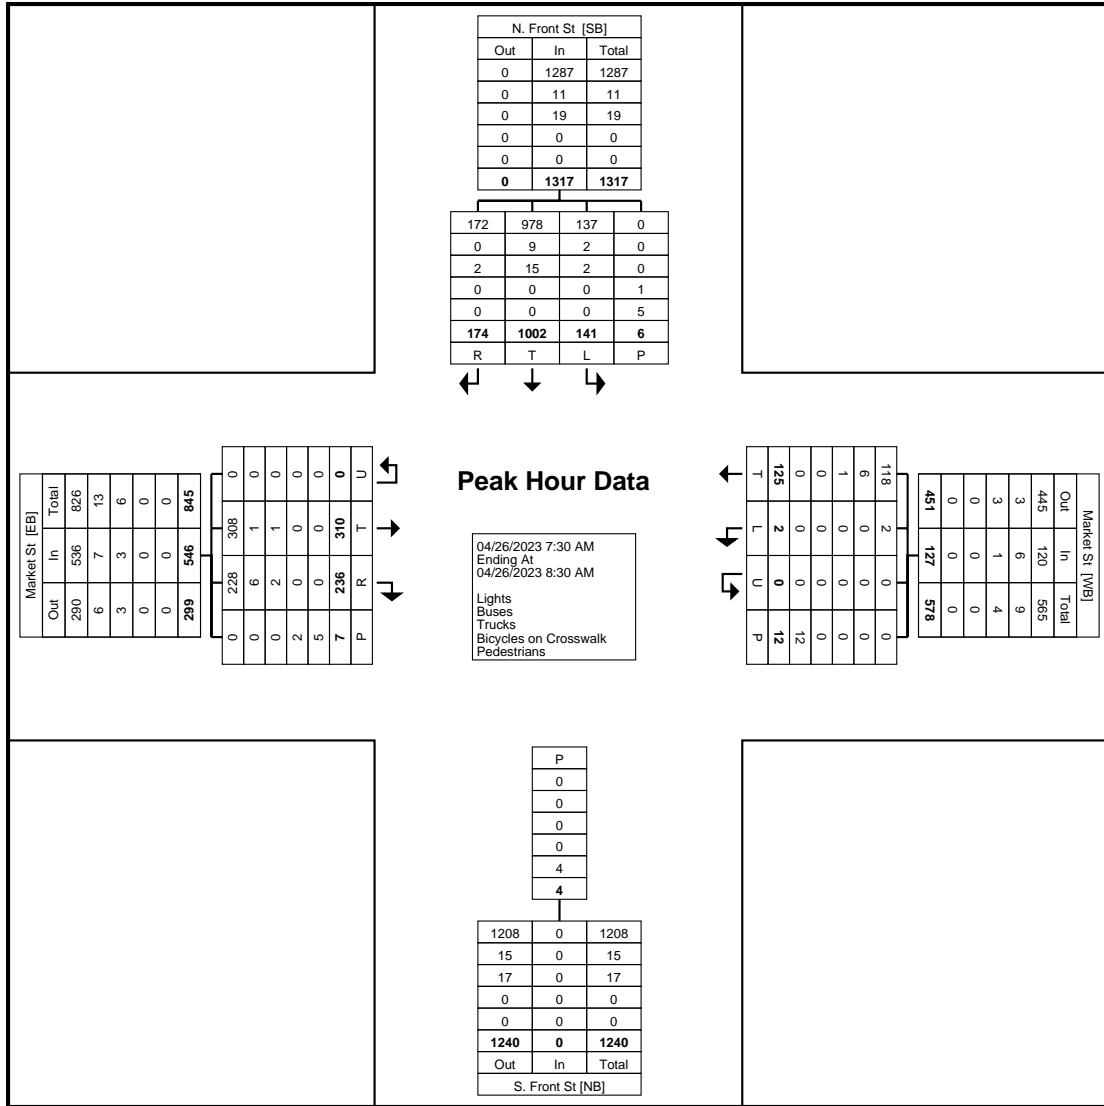 N. Front St [SB]
Out In Total
0 1287 1287
0 11 11
0 19 19
0 0 0
0 0 0
0 1317 1317
172 978 137 0
0 9 2 0
2 15 2 0
0 0 0 1
0 0 0 5
174 1002 141 6
R T L P
Market St [EB]
Total 826 13 6 0 0 845
In 536 7 3 0 0 546
Out 290 6 3 0 0 299
0 0 0 0 0 0 U
308 1 1 0 0 310 T
228 6 2 0 0 236 R
0 0 0 2 5 7 P
Peak Hour Data
04/26/2023 7:30 AM
Ending At
04/26/2023 8:30 AM
Lights
Buses
Trucks
Bicycles on Crosswalk
Pedestrians
T 125 0 0 1 6 118
L 2 0 0 0 0 2
U 0 0 0 0 0 0
P 12 12 0 0 0 0
451 0 0 3 3 445 Out
127 0 0 1 6 120 In
578 0 0 4 9 565 Total
Market St [WB]
P
0
0
0
0
4
4
1208 0 1208
15 0 15
17 0 17
0 0 0
0 0 0
1240 0 1240
Out In Total
S. Front St [NB]